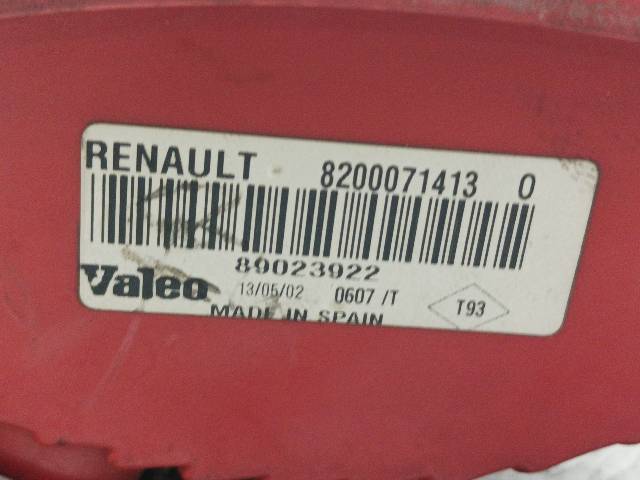 RENAULT 8200071413 0
89023922
Valeo 13/05/02 0607 /T T93
MADE IN SPAIN